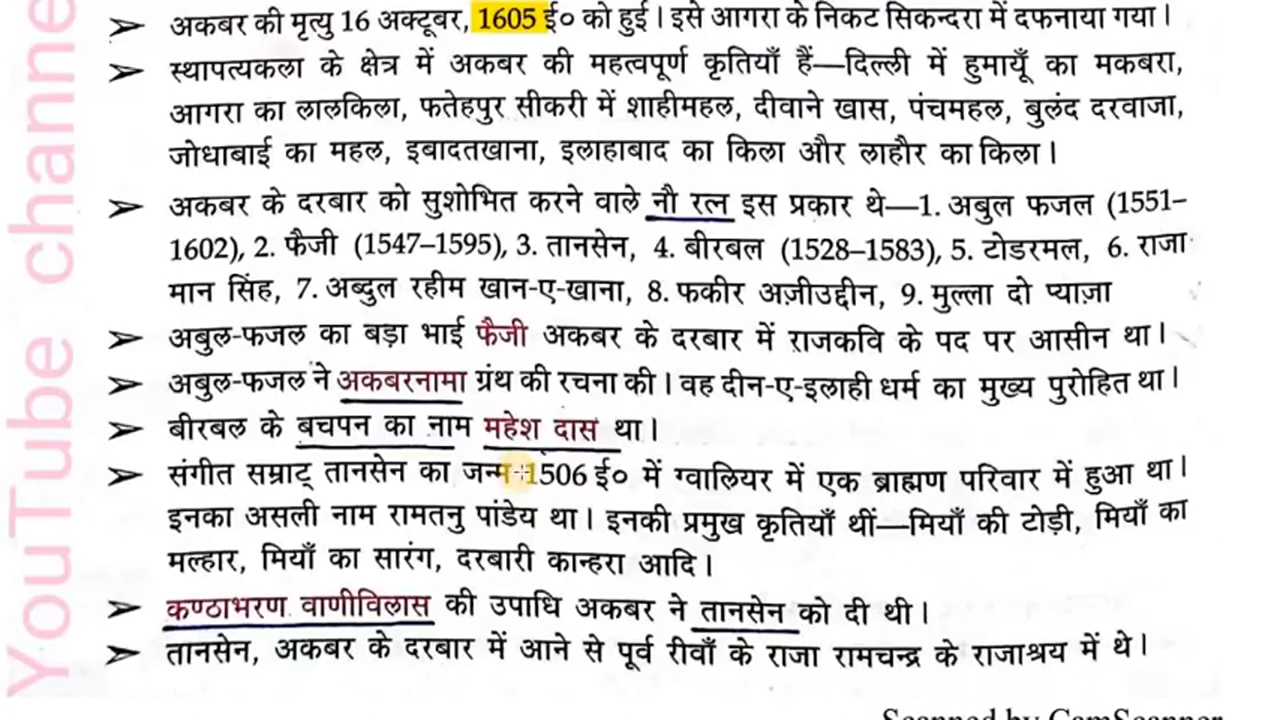 YouTube channe
➢ अकबर की मृत्यु 16 अक्टूबर, 1605 ई० को हुई। इसे आगरा के निकट सिकन्दरा में दफनाया गया।
➢ स्थापत्यकला के क्षेत्र में अकबर की महत्वपूर्ण कृतियाँ हैं—दिल्ली में हुमायूँ का मकबरा,
आगरा का लालकिला, फतेहपुर सीकरी में शाहीमहल, दीवाने खास, पंचमहल, बुलंद दरवाजा,
जोधाबाई का महल, इबादतखाना, इलाहाबाद का किला और लाहौर का किला।
➢ अकबर के दरबार को सुशोभित करने वाले नौ रत्न इस प्रकार थे—1. अबुल फजल (1551–
1602), 2. फैजी (1547–1595), 3. तानसेन, 4. बीरबल (1528–1583), 5. टोडरमल, 6. राजा
मान सिंह, 7. अब्दुल रहीम खान-ए-खाना, 8. फकीर अज़ीउद्दीन, 9. मुल्ला दो प्याज़ा
➢ अबुल-फजल का बड़ा भाई फैजी अकबर के दरबार में राजकवि के पद पर आसीन था।
➢ अबुल-फजल ने अकबरनामा ग्रंथ की रचना की। वह दीन-ए-इलाही धर्म का मुख्य पुरोहित था।
➢ बीरबल के बचपन का नाम महेश दास था।
➢ संगीत सम्राट् तानसेन का जन्म 1506 ई० में ग्वालियर में एक ब्राह्मण परिवार में हुआ था।
इनका असली नाम रामतनु पांडेय था। इनकी प्रमुख कृतियाँ थीं—मियाँ की टोड़ी, मियाँ का
मल्हार, मियाँ का सारंग, दरबारी कान्हरा आदि।
➢ कण्ठाभरण वाणीविलास की उपाधि अकबर ने तानसेन को दी थी।
➢ तानसेन, अकबर के दरबार में आने से पूर्व रीवाँ के राजा रामचन्द्र के राजाश्रय में थे।
Scanned by CamScanner